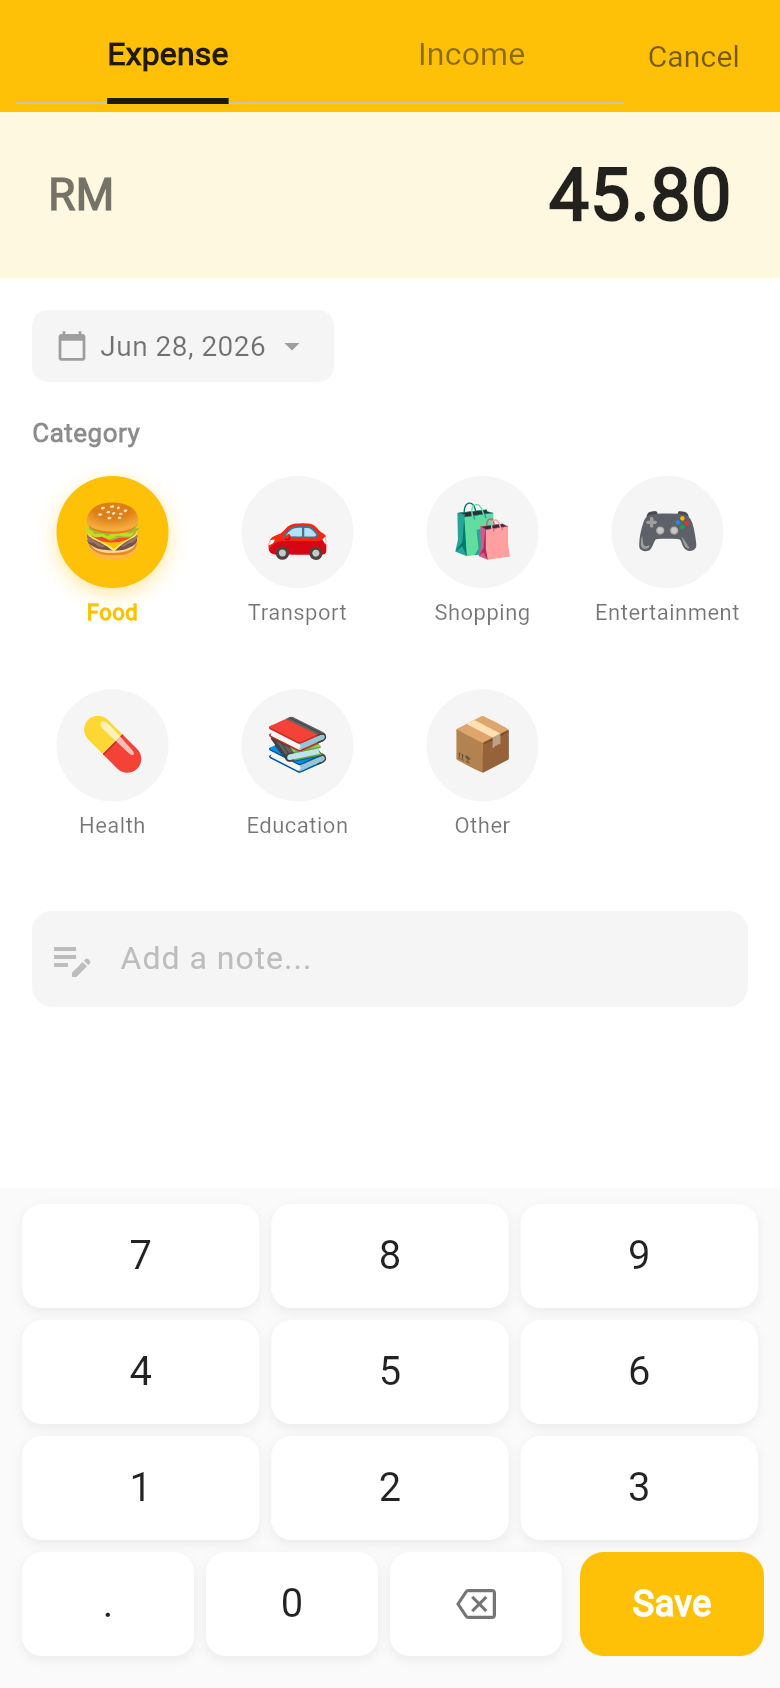 Expense Income Cancel
RM 45.80
Jun 28, 2026
Category
Food Transport Shopping Entertainment
Health Education Other
Add a note...
7 8 9
4 5 6
1 2 3
. 0 Save